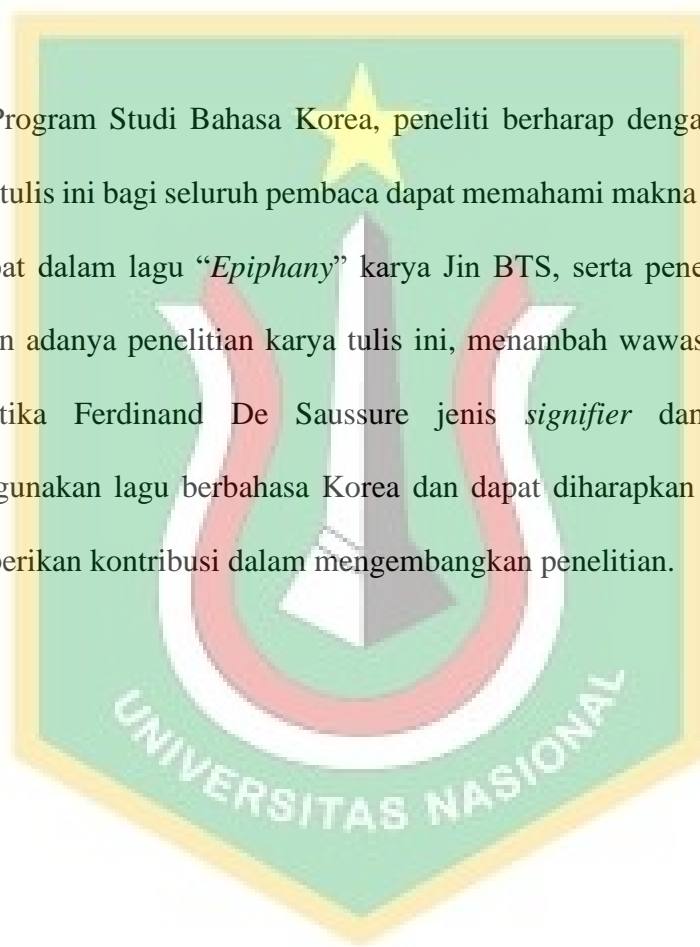 Program Studi Bahasa Korea, peneliti berharap denga
tulis ini bagi seluruh pembaca dapat memahami makna
pat dalam lagu “Epiphany” karya Jin BTS, serta pene
n adanya penelitian karya tulis ini, menambah wawas
tika Ferdinand De Saussure jenis signifier dan
gunakan lagu berbahasa Korea dan dapat diharapkan
berikan kontribusi dalam mengembangkan penelitian.
UNIVERSITAS NASIONAL